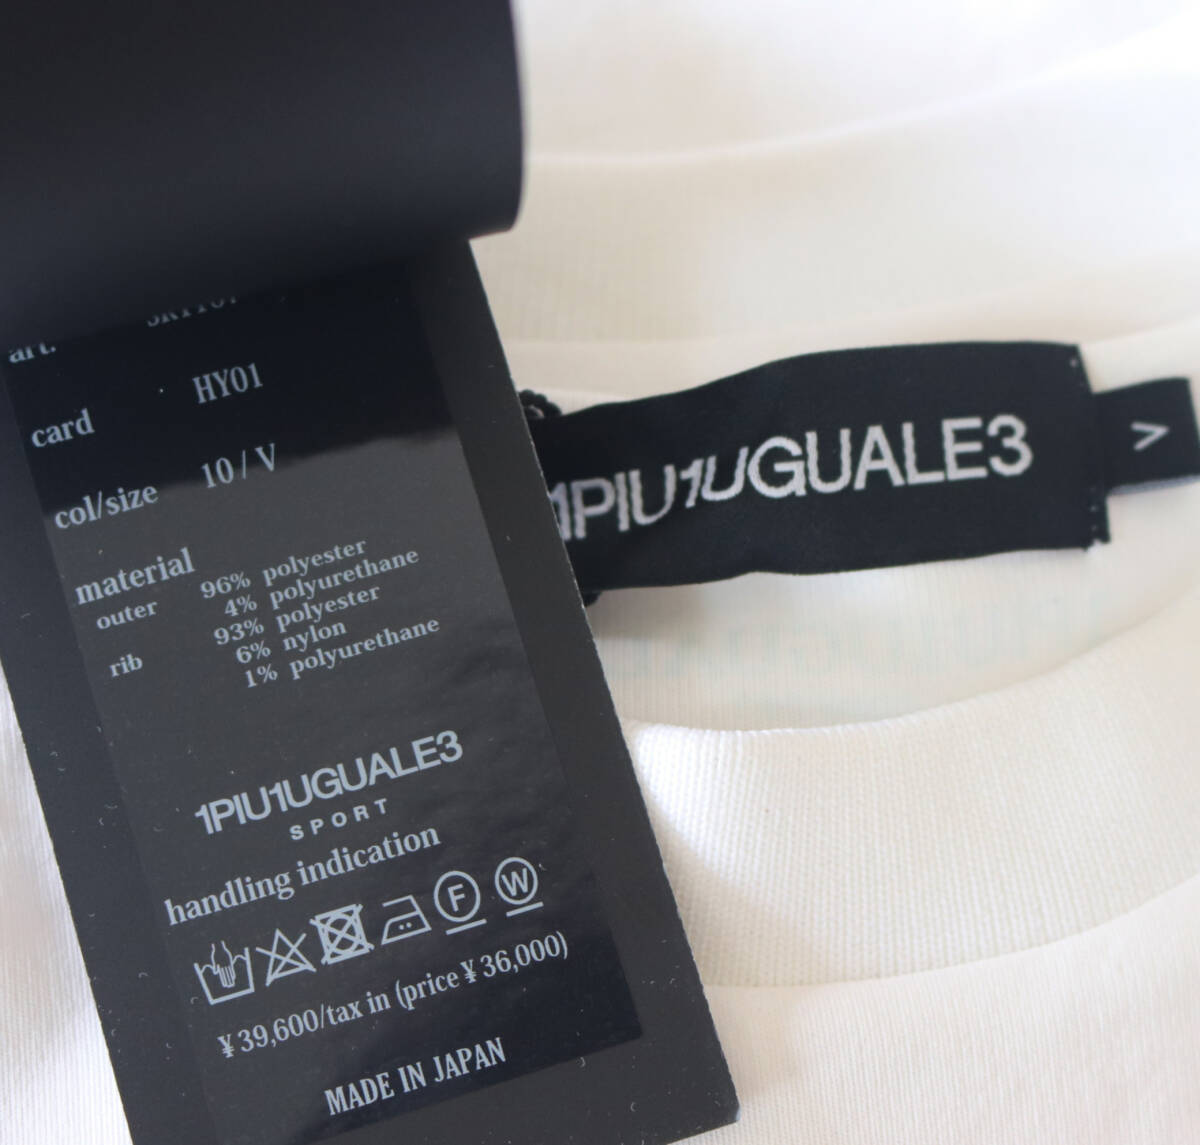 art.
card HY01
col/size 10 / V
material
outer 96% polyester
4% polyurethane
rib 93% polyester
6% nylon
1% polyurethane
1PIU1UGUALE3
SPORT
handling indication
F W
¥ 39,600/tax in (price ¥ 36,000)
MADE IN JAPAN
1PIU1UGUALE3
V